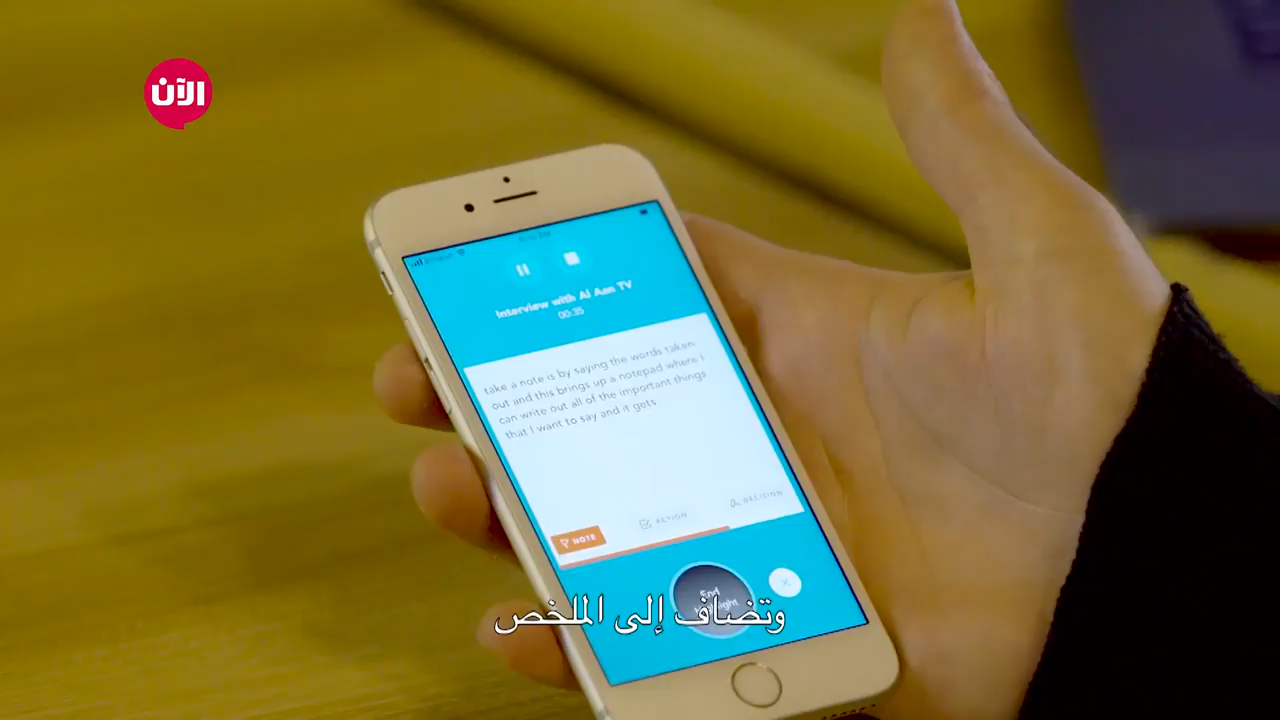 الآن
Interview with Al Aan TV
00:35
take a note is by saying the words taken
out and this brings up a notepad where I
can write out all of the important things
that I want to say and it gets
NOTE
ACTION
DECISION
End
وتضاف إلى الملخص